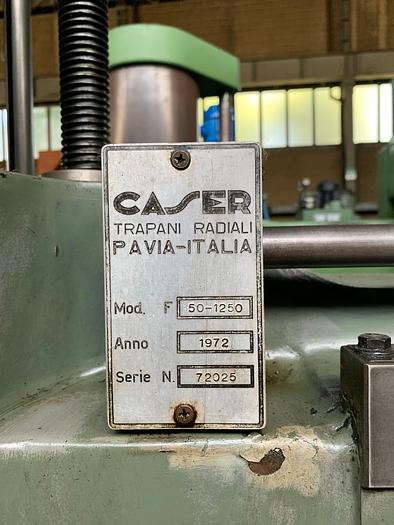 CASER
TRAPANI RADIALI
PAVIA-ITALIA
Mod. F 50-1250
Anno 1972
Serie N. 72025